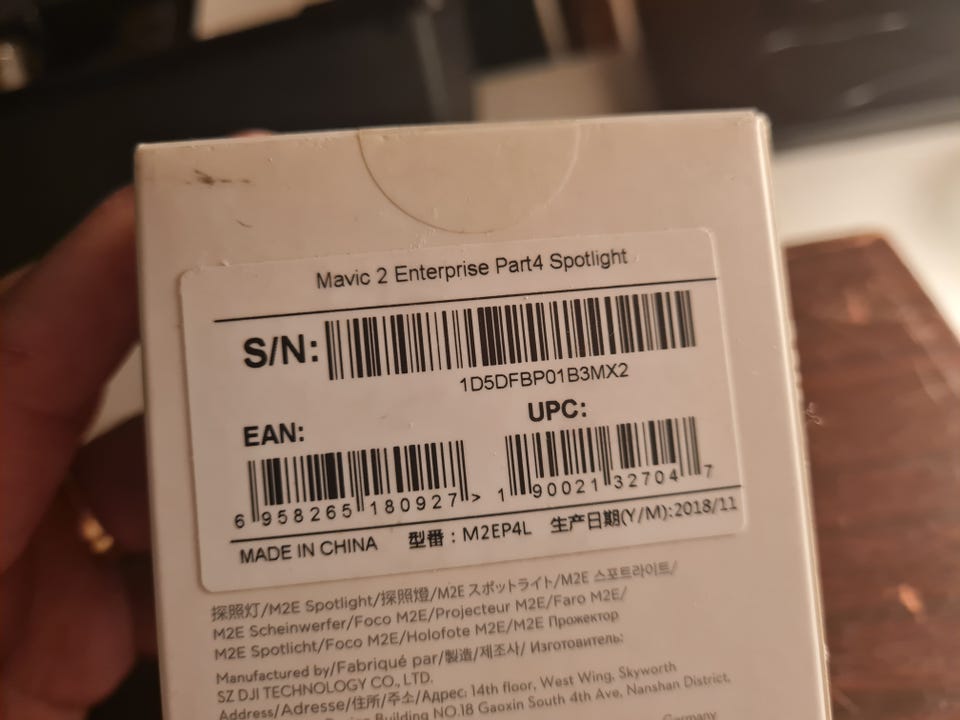 Mavic 2 Enterprise Part4 Spotlight
S/N:
1D5DFBP01B3MX2
EAN:
UPC:
6 958265 180927 >
1 90021 32704 7
MADE IN CHINA 型番：M2EP4L 生产日期(Y/M):2018/11
探照灯/M2E Spotlight/探照燈/M2E スポットライト/M2E 스포트라이트/
M2E Scheinwerfer/Foco M2E/Projecteur M2E/Faro M2E/
M2E Spotlicht/Foco M2E/Holofote M2E/M2E Прожектор
Manufactured by/Fabriqué par/製造/제조사/ Изготовитель:
SZ DJI TECHNOLOGY CO., LTD.
Address/Adresse/住所/주소/Адрес: 14th floor, West Wing, Skyworth
Building NO.18 Gaoxin South 4th Ave, Nanshan District,
Germany